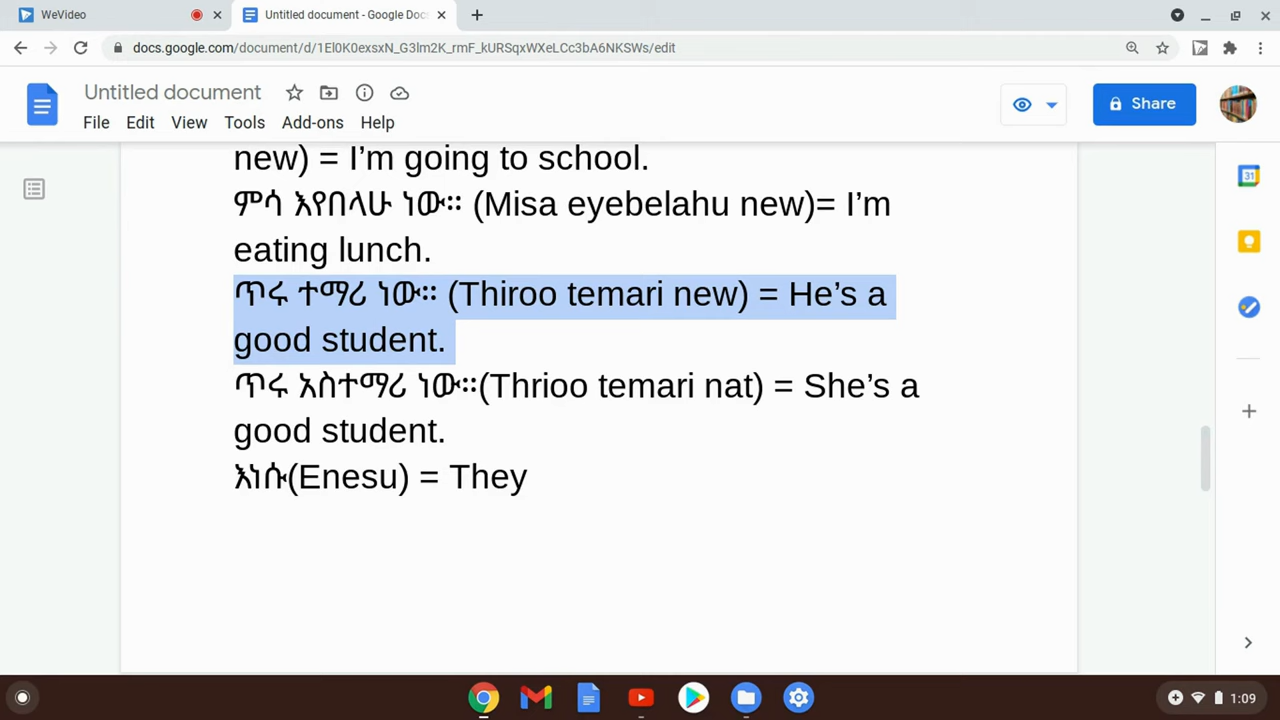 WeVideo
Untitled document - Google Doc
docs.google.com/document/d/1El0K0exsxN_G3lm2K_rmF_kURSqxWXeLCc3bA6NKSWs/edit
Untitled document
File Edit View Tools Add-ons Help
Share
31
new) = I’m going to school.
ምሳ እየበላሁ ነው። (Misa eyebelahu new)= I’m
eating lunch.
ጥሩ ተማሪ ነው። (Thiroo temari new) = He’s a
good student.
ጥሩ አስተማሪ ነው።(Thrioo temari nat) = She’s a
good student.
እነሱ(Enesu) = They
1:09